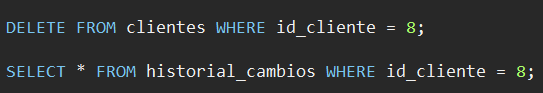 DELETE FROM clientes WHERE id_cliente = 8;
SELECT * FROM historial_cambios WHERE id_cliente = 8;